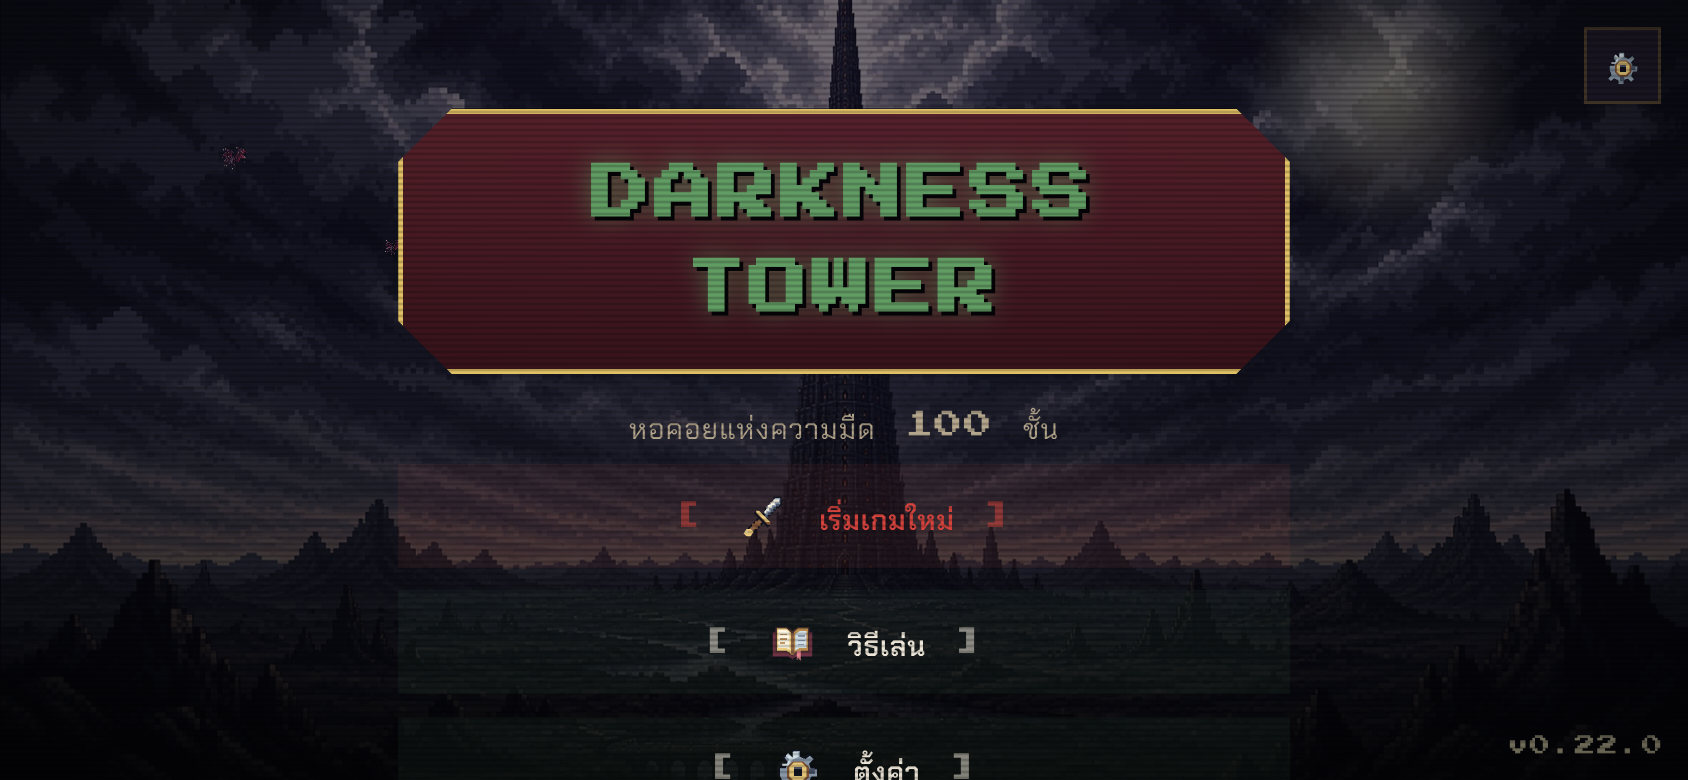 DARKNESS
TOWER
หอคอยแห่งความมืด 100 ชั้น
[ เริ่มเกมใหม่ ]
[ วิธีเล่น ]
[ ตั้งค่า ]
v0.22.0